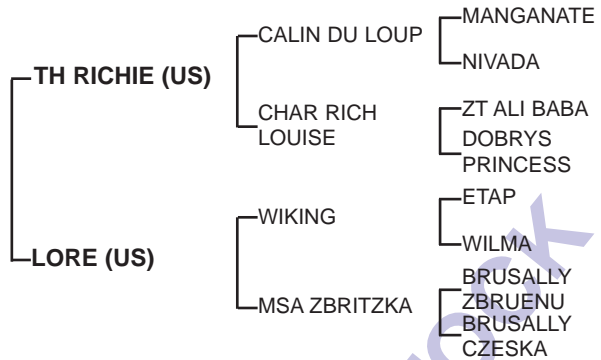 MANGANATE
CALIN DU LOUP
NIVADA
TH RICHIE (US)
CHAR RICH
LOUISE
ZT ALI BABA
DOBRYS
PRINCESS
ETAP
WIKING
WILMA
LORE (US)
MSA ZBRITZKA
BRUSALLY
ZBRUENU
BRUSALLY
CZESKA
OCK